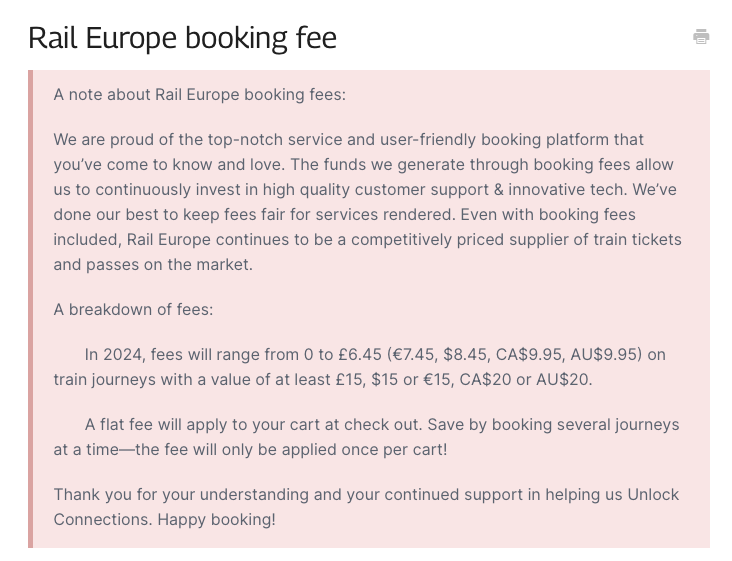 Rail Europe booking fee
A note about Rail Europe booking fees:
We are proud of the top-notch service and user-friendly booking platform that
you’ve come to know and love. The funds we generate through booking fees allow
us to continuously invest in high quality customer support & innovative tech. We’ve
done our best to keep fees fair for services rendered. Even with booking fees
included, Rail Europe continues to be a competitively priced supplier of train tickets
and passes on the market.
A breakdown of fees:
In 2024, fees will range from 0 to £6.45 (€7.45, $8.45, CA$9.95, AU$9.95) on
train journeys with a value of at least £15, $15 or €15, CA$20 or AU$20.
A flat fee will apply to your cart at check out. Save by booking several journeys
at a time—the fee will only be applied once per cart!
Thank you for your understanding and your continued support in helping us Unlock
Connections. Happy booking!